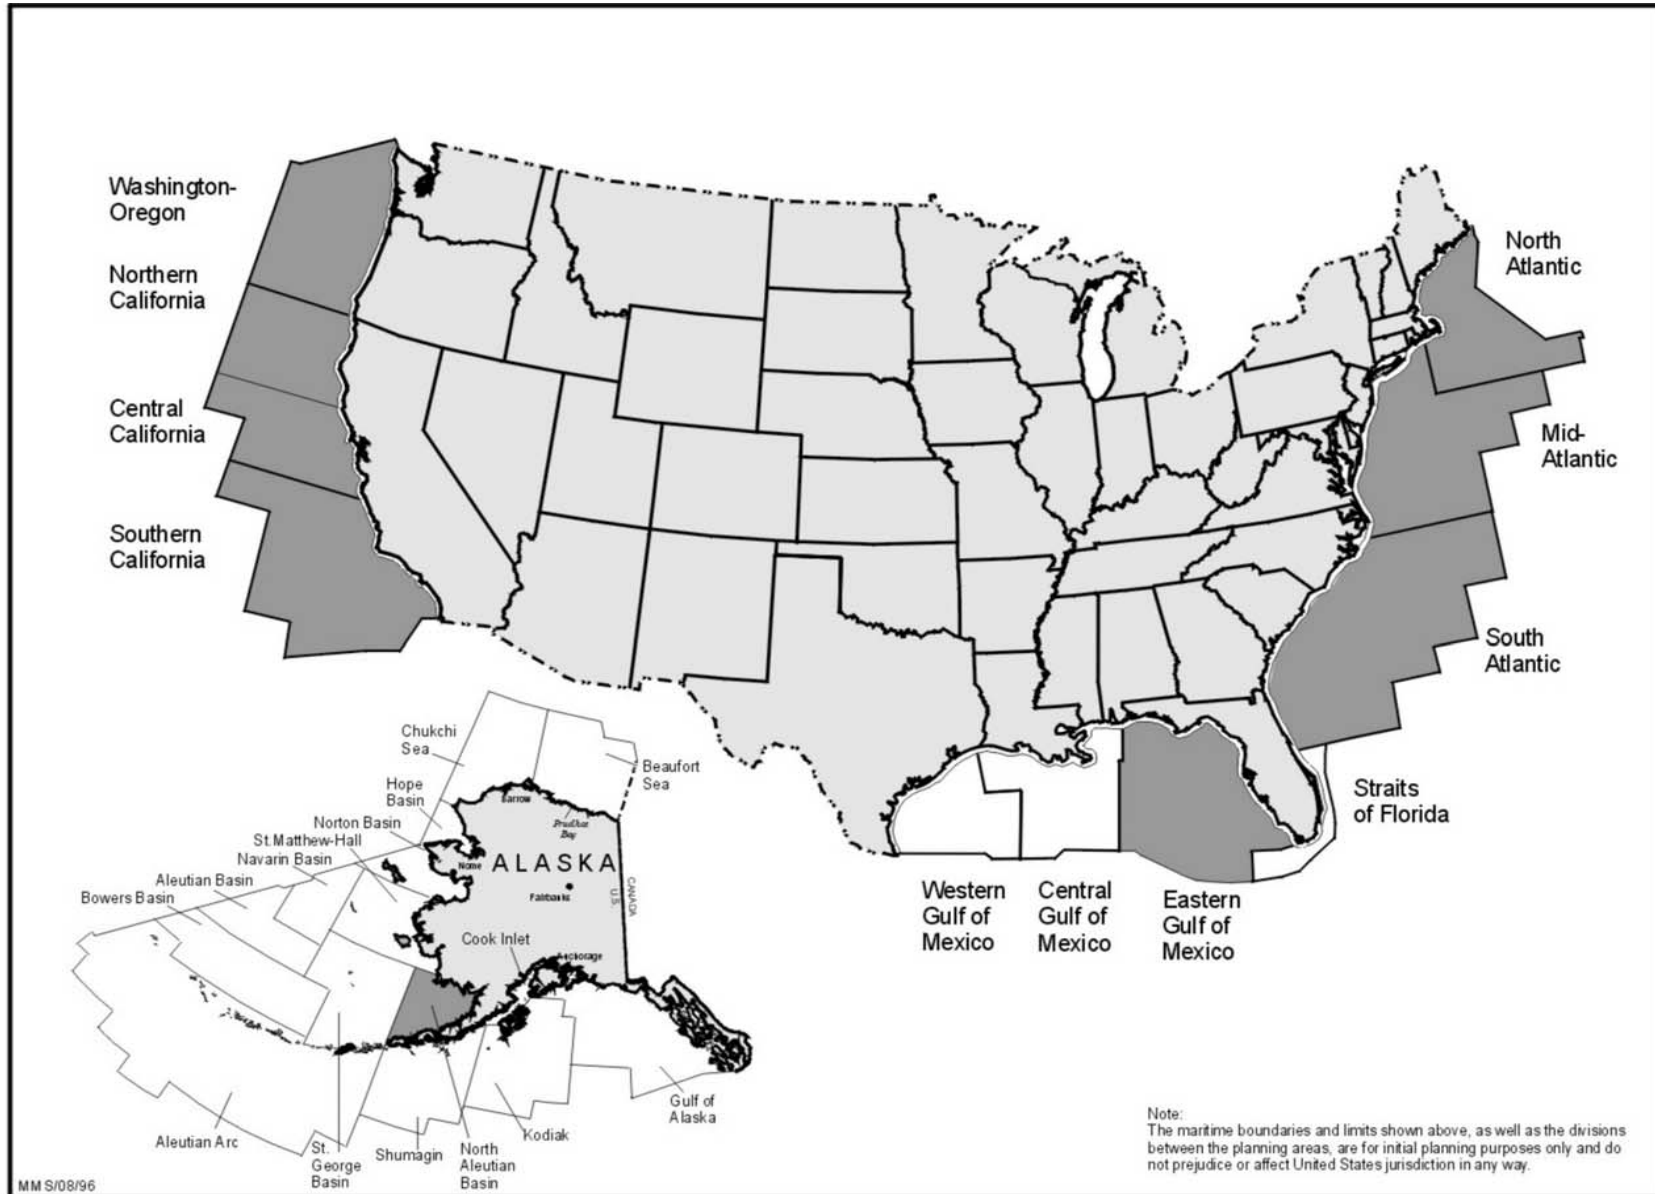 Washington-
Oregon
Northern
California
Central
California
Southern
California
North
Atlantic
Mid-
Atlantic
South
Atlantic
Straits
of Florida
Western
Gulf of
Mexico
Central
Gulf of
Mexico
Eastern
Gulf of
Mexico
Chukchi
Sea
Beaufort
Sea
Hope
Basin
Barrow
Prudhoe
Bay
Norton Basin
St.Matthew-Hall
Navarin Basin
Aleutian Basin
Bowers Basin
Nome
ALASKA
Fairbanks
CANADA
U.S.
Cook Inlet
Anchorage
Gulf of
Alaska
Kodiak
North
Aleutian
Basin
Shumagin
St.
George
Basin
Aleutian Arc
MMS/08/96
Note:
The maritime boundaries and limits shown above, as well as the divisions
between the planning areas, are for initial planning purposes only and do
not prejudice or affect United States jurisdiction in any way.